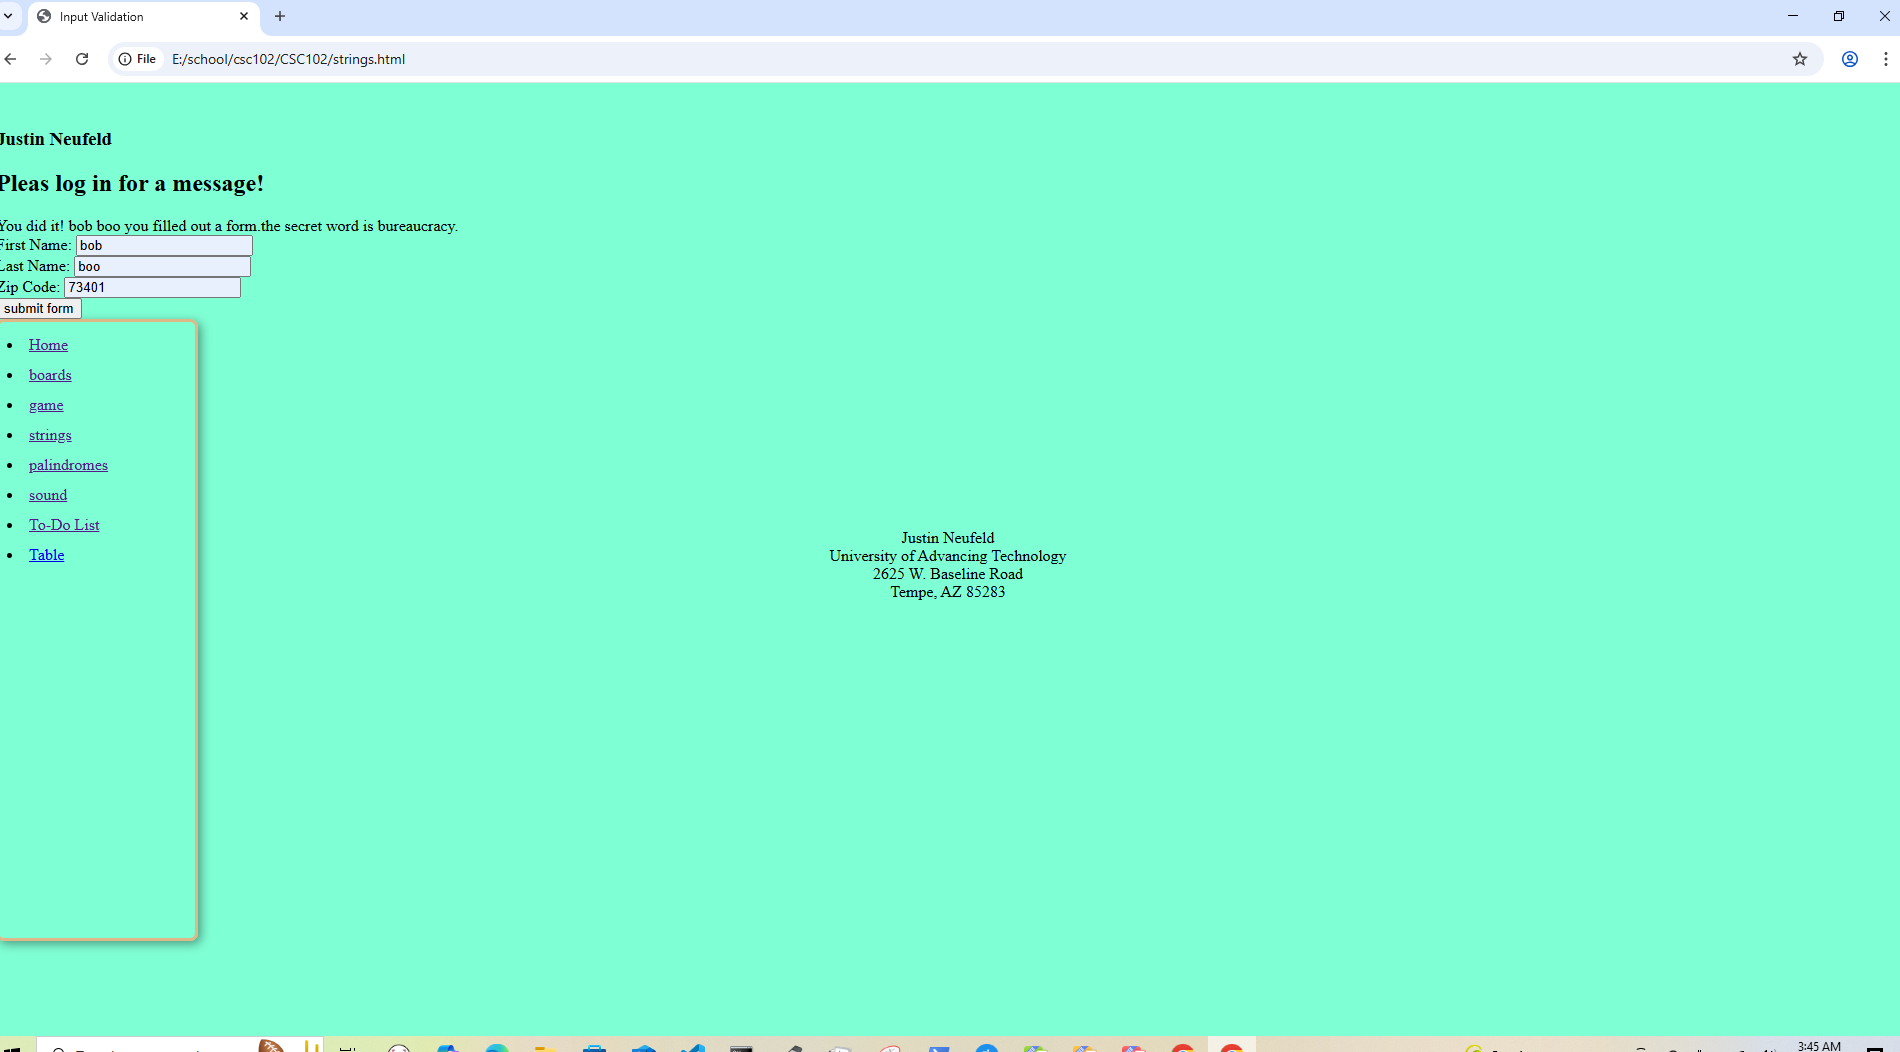 Input Validation
File E:/school/csc102/CSC102/strings.html
Justin Neufeld
Pleas log in for a message!
You did it! bob boo you filled out a form.the secret word is bureaucracy.
First Name: bob
Last Name: boo
Zip Code: 73401
submit form
Home
boards
game
strings
palindromes
sound
To-Do List
Table
Justin Neufeld
University of Advancing Technology
2625 W. Baseline Road
Tempe, AZ 85283
3:45 AM